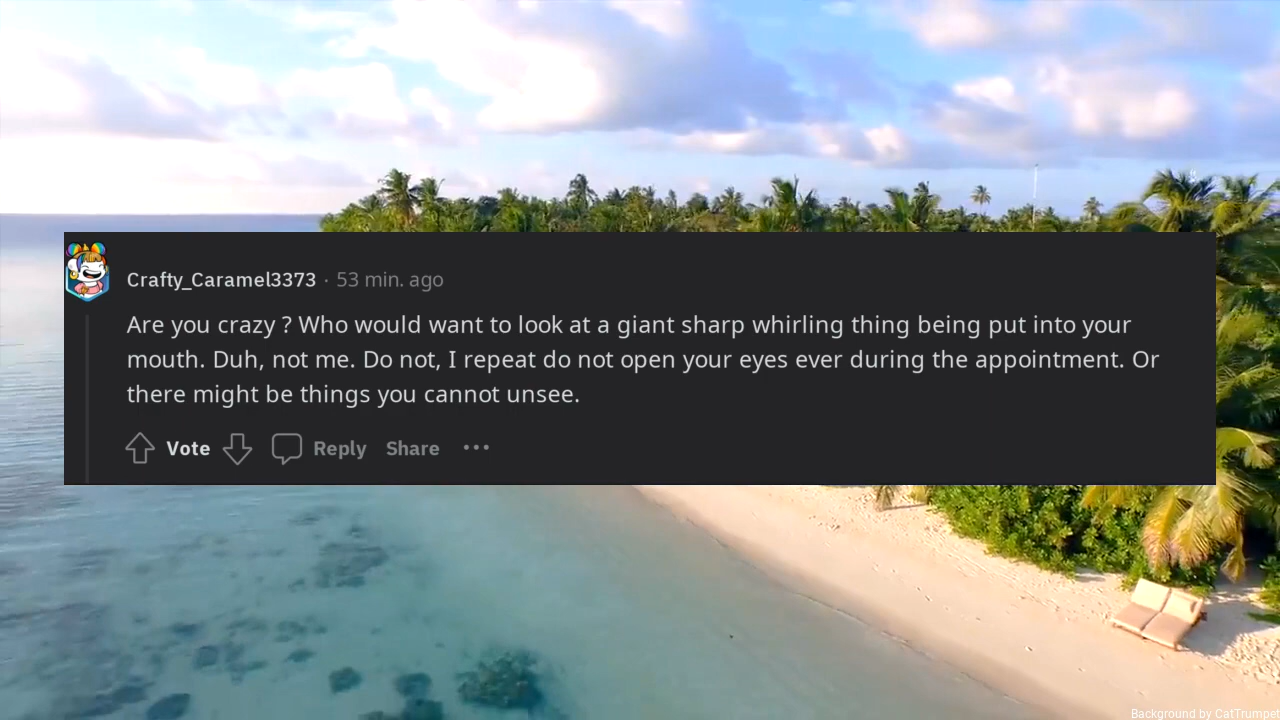 Crafty_Caramel3373 · 53 min. ago
Are you crazy ? Who would want to look at a giant sharp whirling thing being put into your
mouth. Duh, not me. Do not, I repeat do not open your eyes ever during the appointment. Or
there might be things you cannot unsee.
Vote Reply Share ···
Background by CatTrumpet